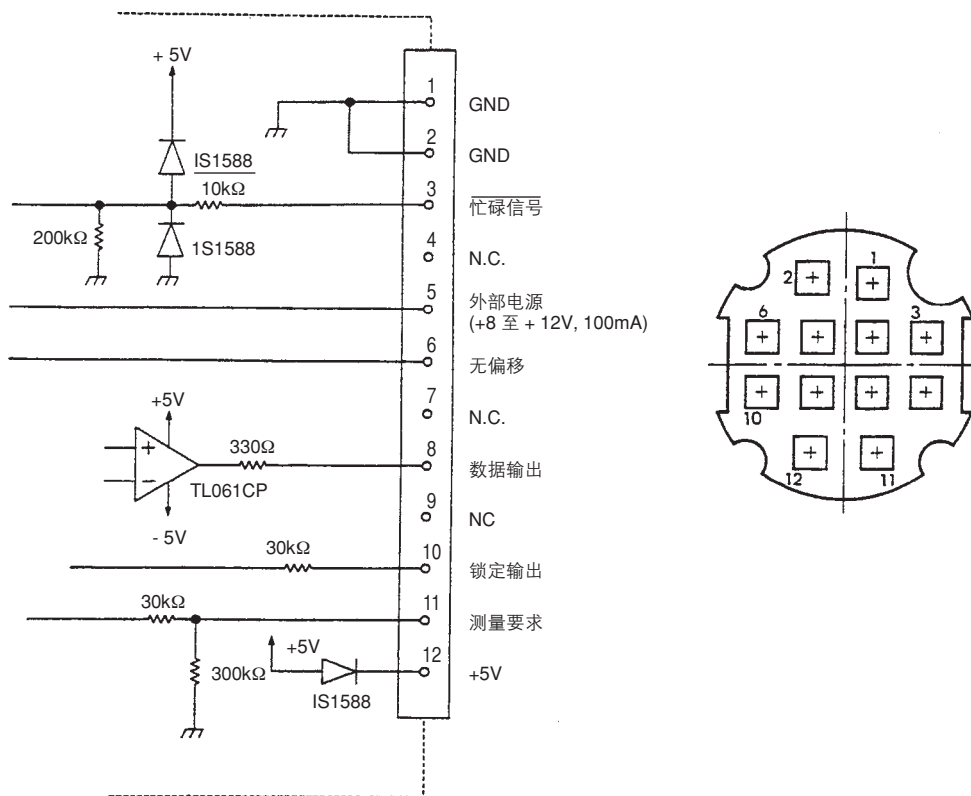 + 5V
IS1588
10kΩ
200kΩ
1S1588
1 GND
2 GND
3 忙碌信号
4 N.C.
5 外部电源
(+8 至 + 12V, 100mA)
6 无偏移
7 N.C.
+5V
330Ω
TL061CP
- 5V
8 数据输出
9 NC
30kΩ
10 锁定输出
30kΩ
300kΩ
11 测量要求
+5V
IS1588
12 +5V
2 1
6 3
10
12 11